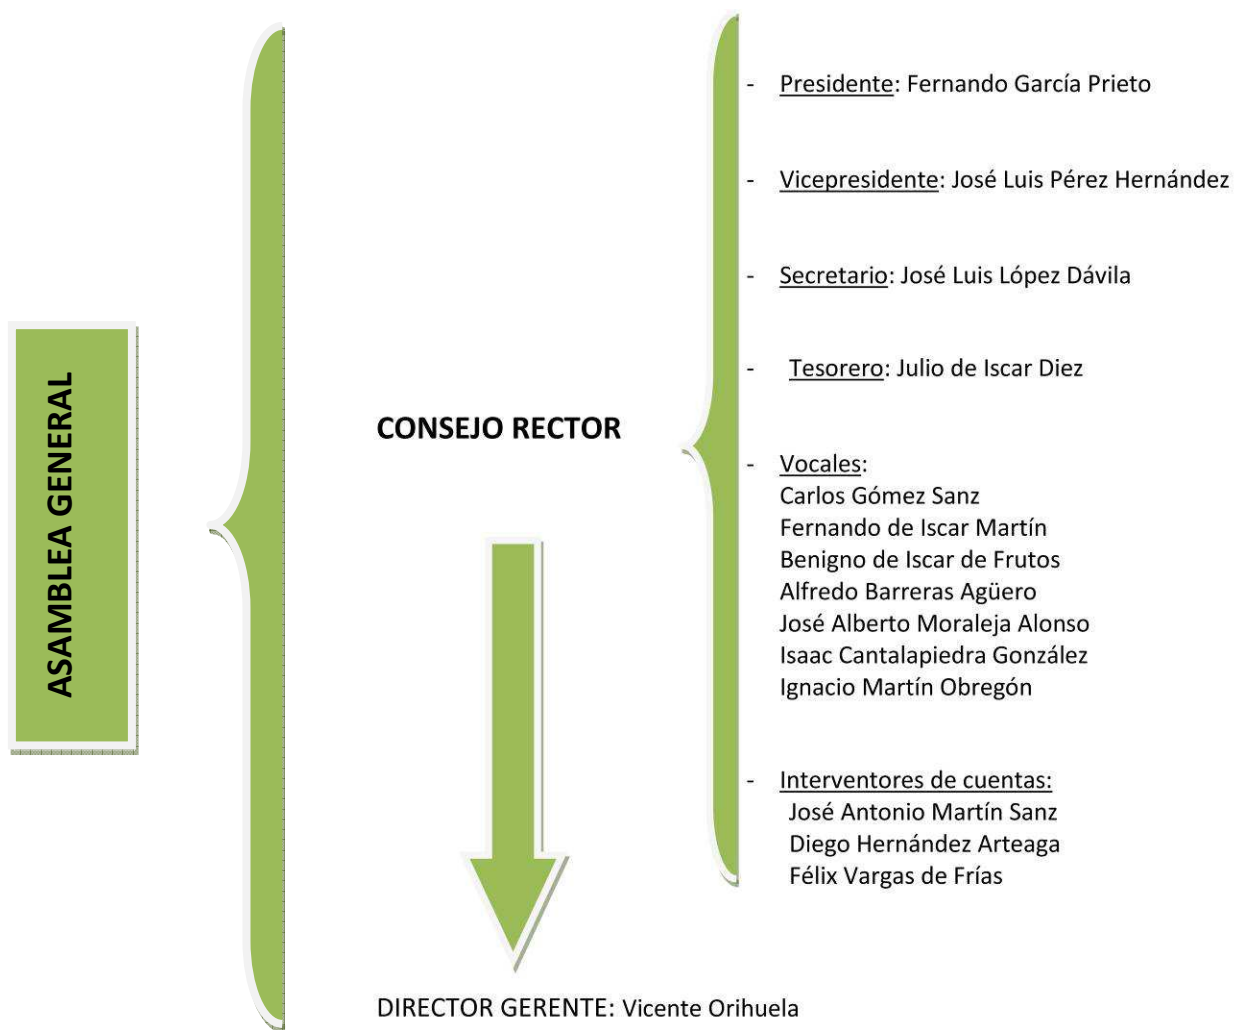 ASAMBLEA GENERAL
CONSEJO RECTOR
- Presidente: Fernando García Prieto
- Vicepresidente: José Luis Pérez Hernández
- Secretario: José Luis López Dávila
- Tesorero: Julio de Iscar Diez
- Vocales:
Carlos Gómez Sanz
Fernando de Iscar Martín
Benigno de Iscar de Frutos
Alfredo Barreras Agüero
José Alberto Moraleja Alonso
Isaac Cantalapiedra González
Ignacio Martín Obregón
- Interventores de cuentas:
José Antonio Martín Sanz
Diego Hernández Arteaga
Félix Vargas de Frías
DIRECTOR GERENTE: Vicente Orihuela